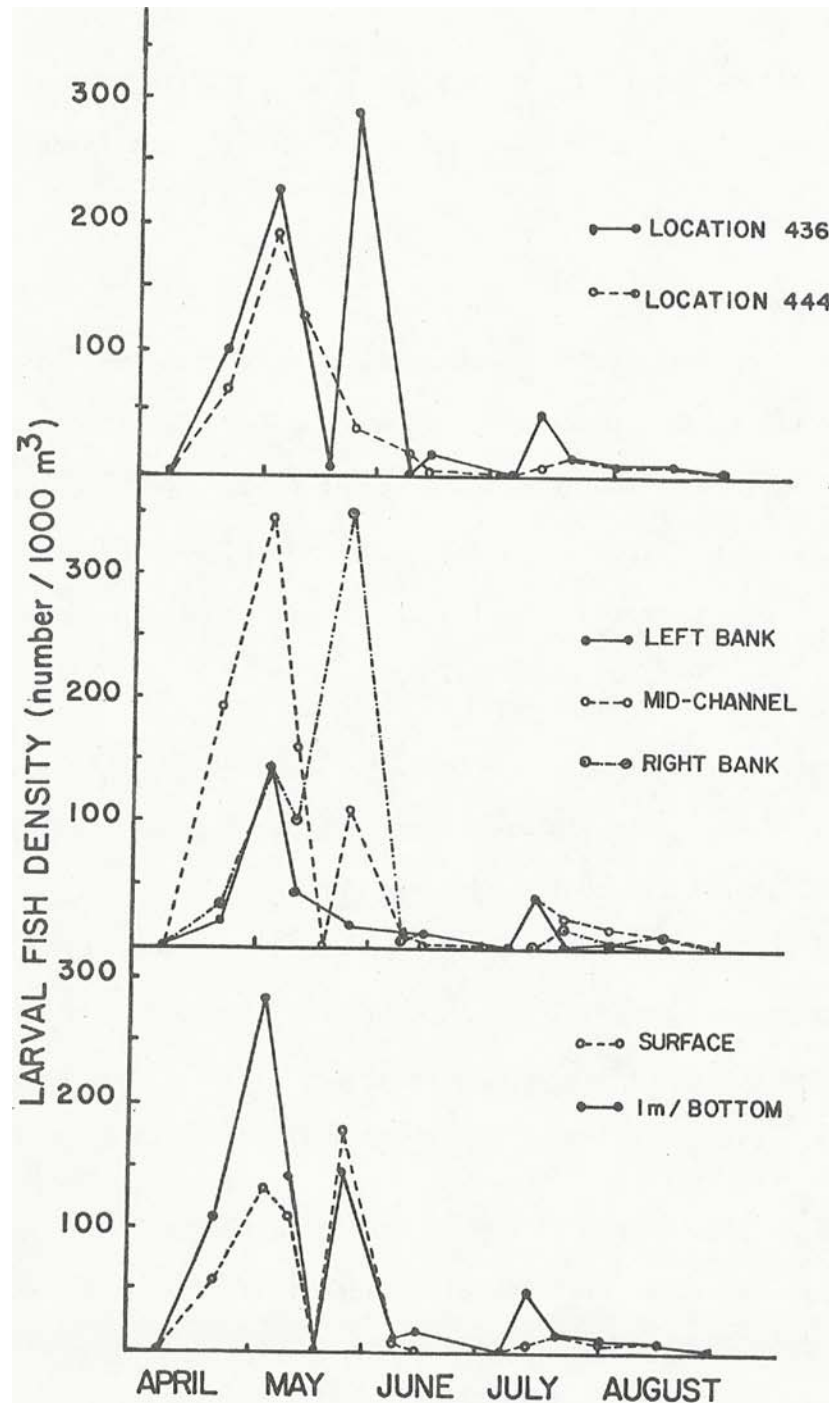 LARVAL FISH DENSITY (number / 1000 m³)
300
200
100
LOCATION 436
LOCATION 444
300
200
100
LEFT BANK
MID-CHANNEL
RIGHT BANK
300
200
100
SURFACE
1m/BOTTOM
APRIL MAY JUNE JULY AUGUST